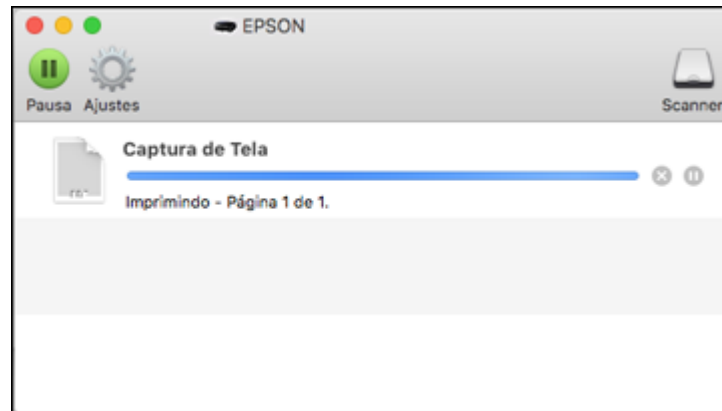 EPSON
Pausa Ajustes Scanner
Captura de Tela
Imprimindo - Página 1 de 1.